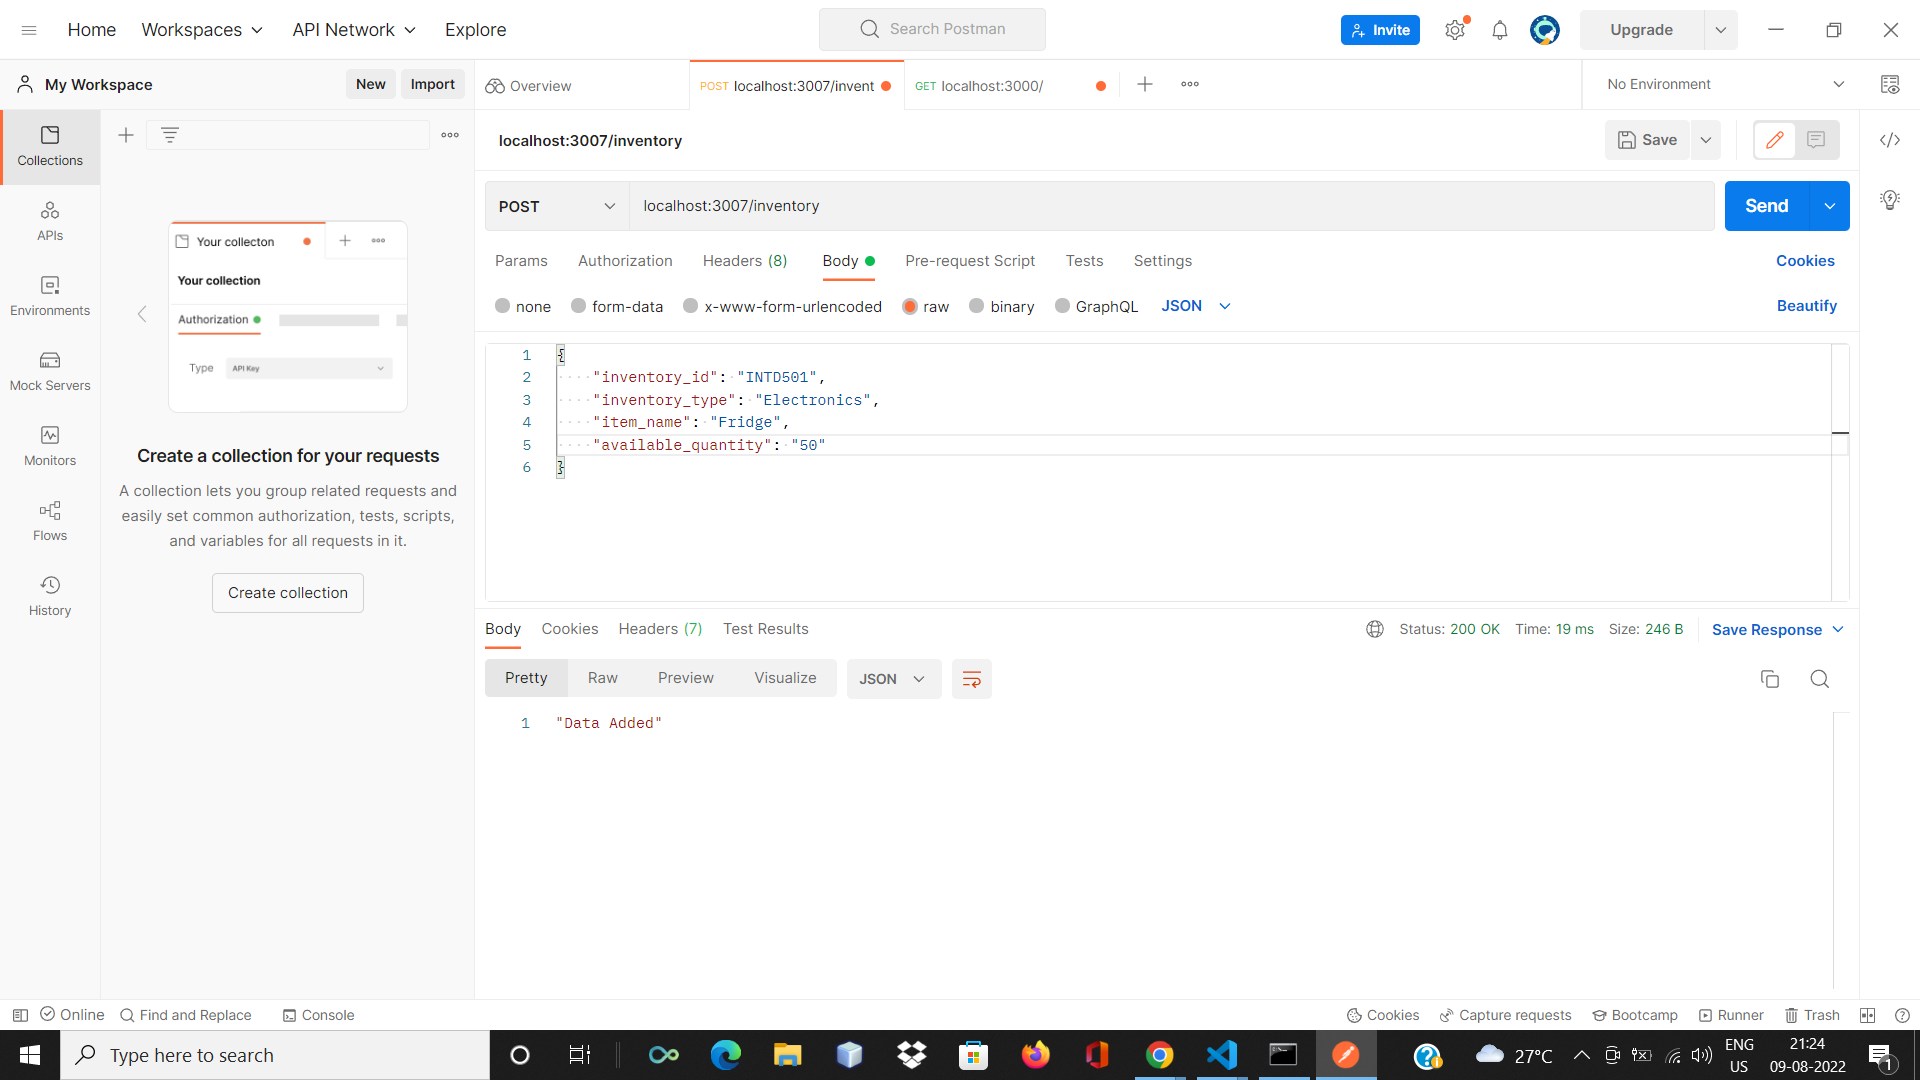 Home
Workspaces
API Network
Explore
Search Postman
Invite
Upgrade
My Workspace
New
Import
Overview
POST localhost:3007/invent
GET localhost:3000/
No Environment
Collections
APIs
Environments
Mock Servers
Monitors
Flows
History
Your collecton
Your collection
Authorization
Type
API Key
Create a collection for your requests
A collection lets you group related requests and
easily set common authorization, tests, scripts,
and variables for all requests in it.
Create collection
localhost:3007/inventory
Save
POST
localhost:3007/inventory
Send
Params
Authorization
Headers (8)
Body
Pre-request Script
Tests
Settings
Cookies
none
form-data
x-www-form-urlencoded
raw
binary
GraphQL
JSON
Beautify
1 {
2 "inventory_id": "INTD501",
3 "inventory_type": "Electronics",
4 "item_name": "Fridge",
5 "available_quantity": "50"
6 }
Body
Cookies
Headers (7)
Test Results
Status: 200 OK
Time: 19 ms
Size: 246 B
Save Response
Pretty
Raw
Preview
Visualize
JSON
1 "Data Added"
Online
Find and Replace
Console
Cookies
Capture requests
Bootcamp
Runner
Trash
Type here to search
27°C
ENG
US
21:24
09-08-2022
1